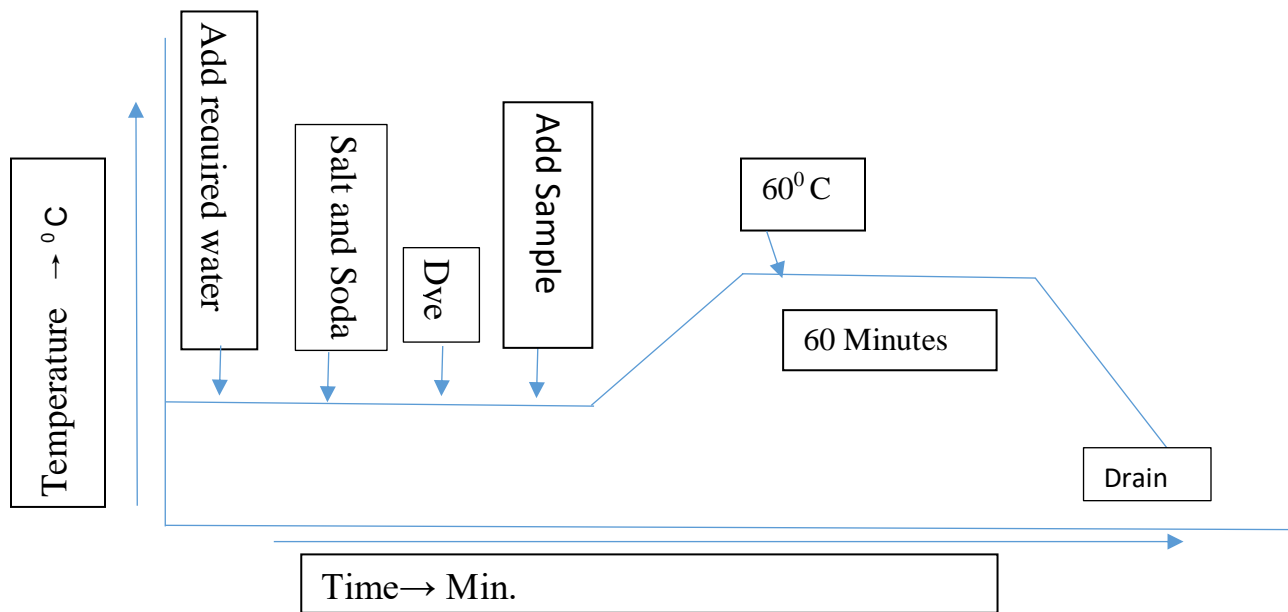 Add required water
Salt and Soda
Dye
Add Sample
60⁰ C
60 Minutes
Drain
Temperature → ⁰C
Time→ Min.